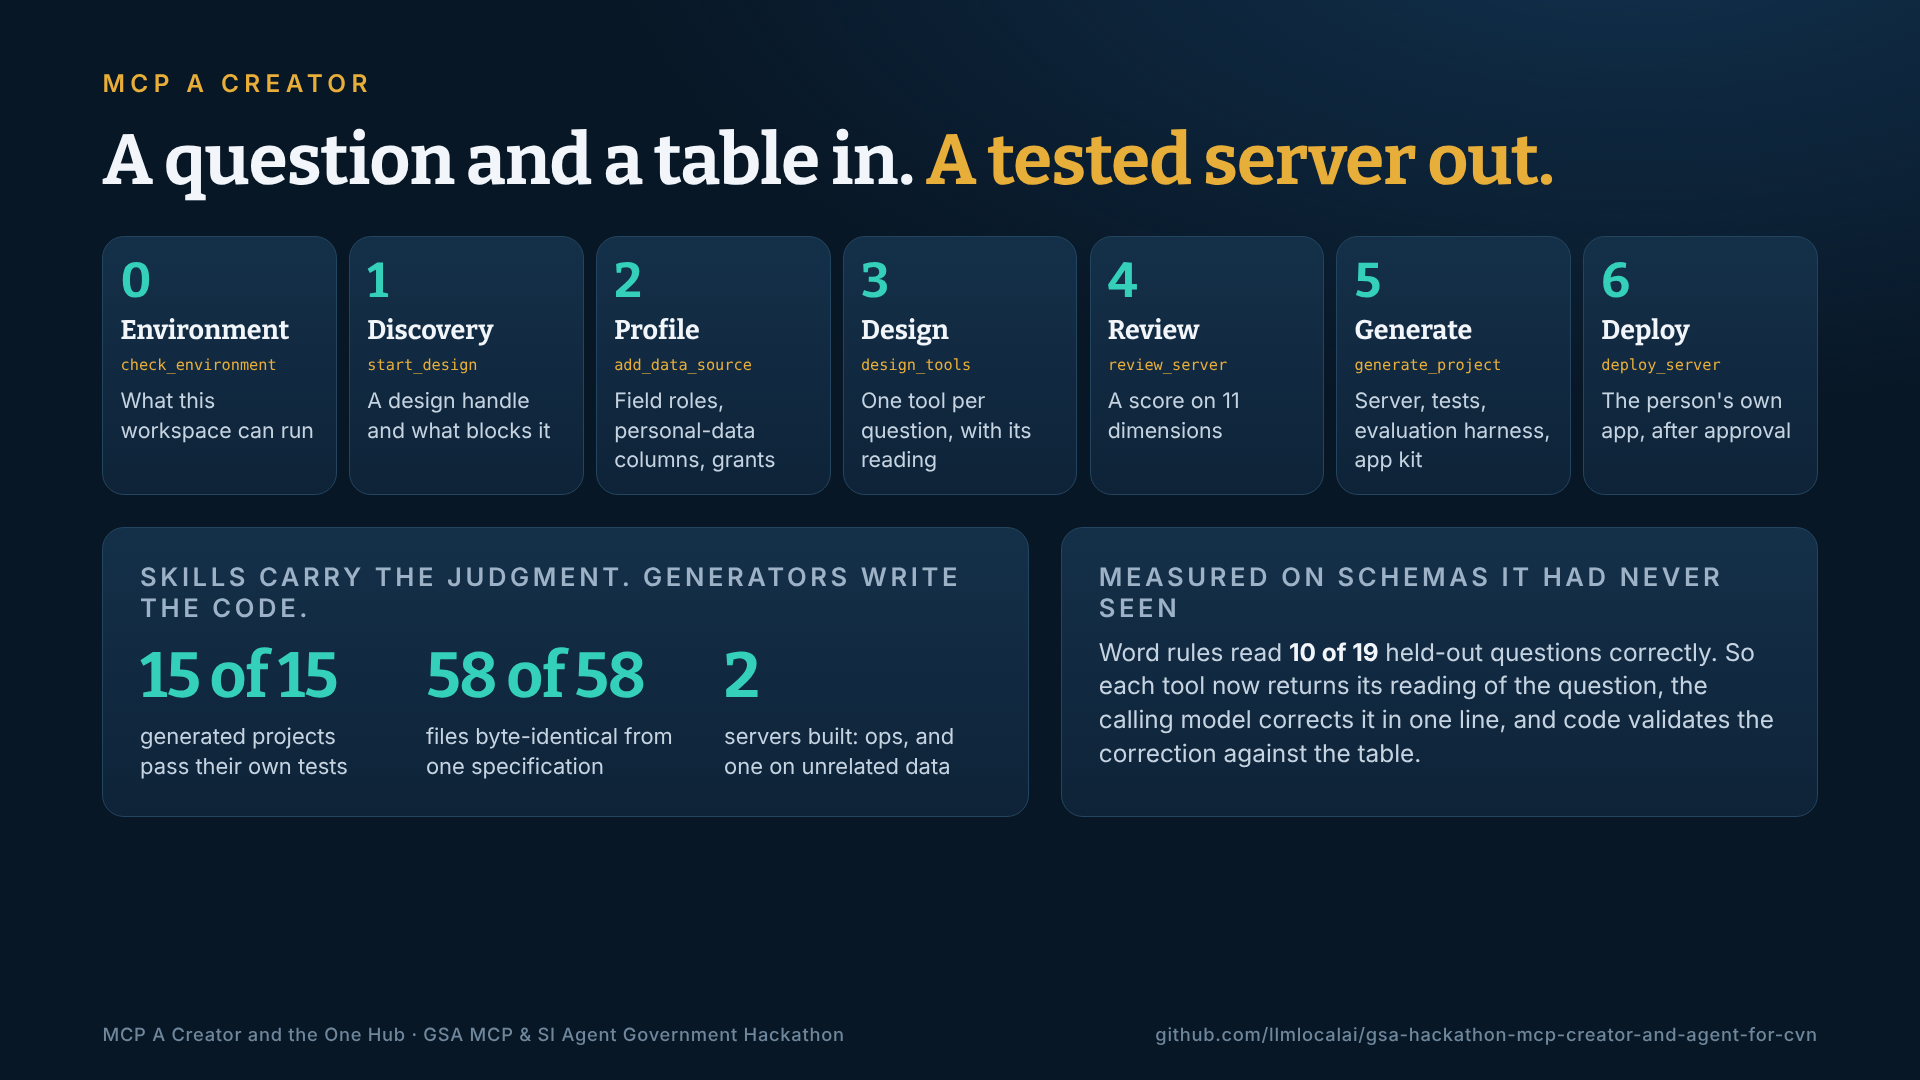 MCP A CREATOR
A question and a table in. A tested server out.
0
Environment
check_environment
What this
workspace can run
1
Discovery
start_design
A design handle
and what blocks it
2
Profile
add_data_source
Field roles,
personal-data
columns, grants
3
Design
design_tools
One tool per
question, with its
reading
4
Review
review_server
A score on 11
dimensions
5
Generate
generate_project
Server, tests,
evaluation harness,
app kit
6
Deploy
deploy_server
The person's own
app, after approval
SKILLS CARRY THE JUDGMENT. GENERATORS WRITE
THE CODE.
15 of 15
generated projects
pass their own tests
58 of 58
files byte-identical from
one specification
2
servers built: ops, and
one on unrelated data
MEASURED ON SCHEMAS IT HAD NEVER
SEEN
Word rules read 10 of 19 held-out questions correctly. So
each tool now returns its reading of the question, the
calling model corrects it in one line, and code validates the
correction against the table.
MCP A Creator and the One Hub · GSA MCP & SI Agent Government Hackathon
github.com/llmlocalai/gsa-hackathon-mcp-creator-and-agent-for-cvn